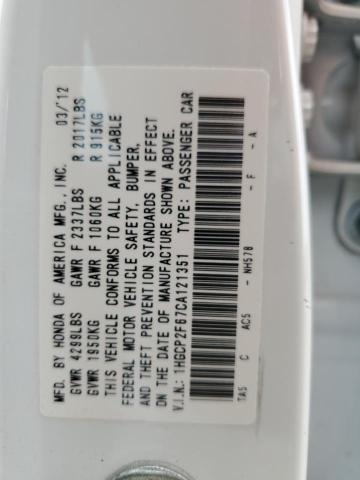 MFD. BY HONDA OF AMERICA MFG., INC. 03/'12
GVWR 4299LBS GAWR F 2337LBS R 2017LBS
GVWR 1950KG GAWR F 1060KG R 915KG
THIS VEHICLE CONFORMS TO ALL APPLICABLE
FEDERAL MOTOR VEHICLE SAFETY, BUMPER,
AND THEFT PREVENTION STANDARDS IN EFFECT
ON THE DATE OF MANUFACTURE SHOWN ABOVE.
V.I.N.: 1HGCP2F67CA121351 TYPE: PASSENGER CAR
TA5 C AC5 - NH578 - F - A